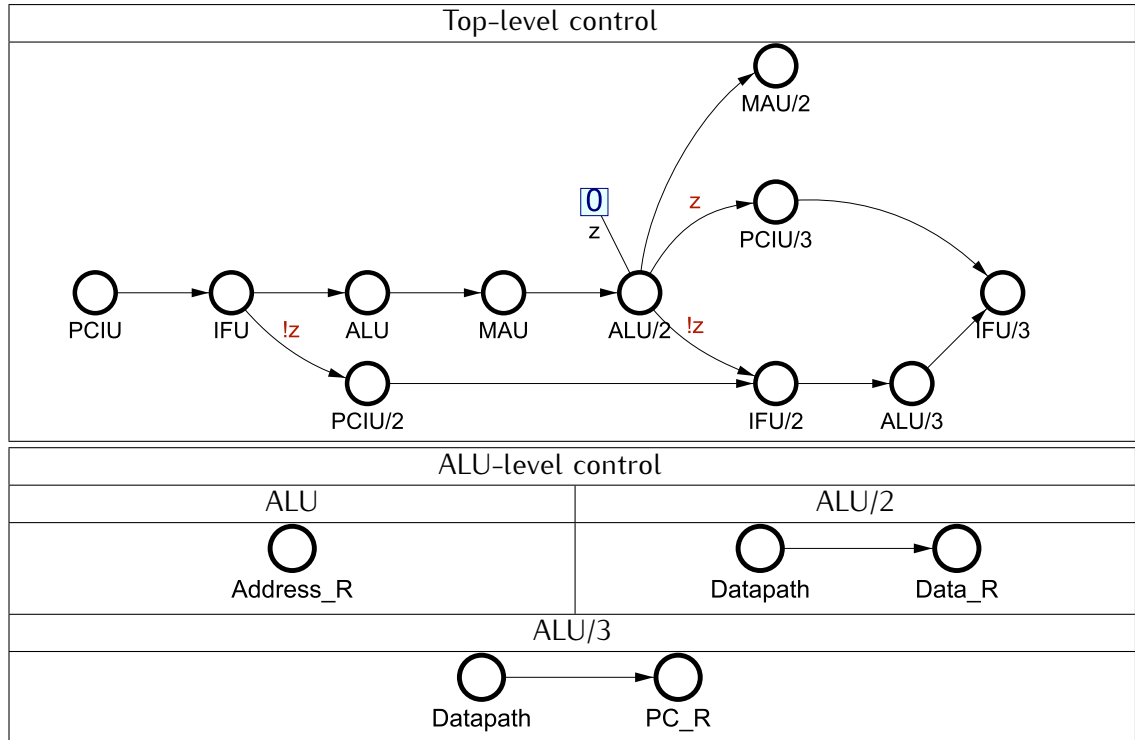 Top-level control
MAU/2
0
z
z
PCIU/3
PCIU
IFU
!z
ALU
MAU
ALU/2
!z
IFU/3
PCIU/2
IFU/2
ALU/3
ALU-level control
ALU
ALU/2
Address_R
Datapath
Data_R
ALU/3
Datapath
PC_R